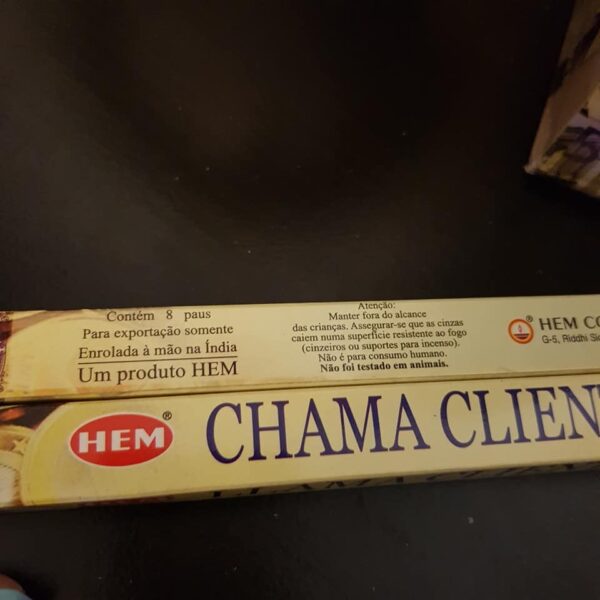 Contém 8 paus
Para exportação somente
Enrolada à mão na Índia
Um produto HEM
Atenção:
Manter fora do alcance
das crianças. Assegurar-se que as cinzas
caiem numa superfície resistente ao fogo
(cinzeiros ou suportes para incenso).
Não é para consumo humano.
Não foi testado em animais.
® HEM CO
G-5, Riddhi Sid
HEM®
CHAMA CLIEN